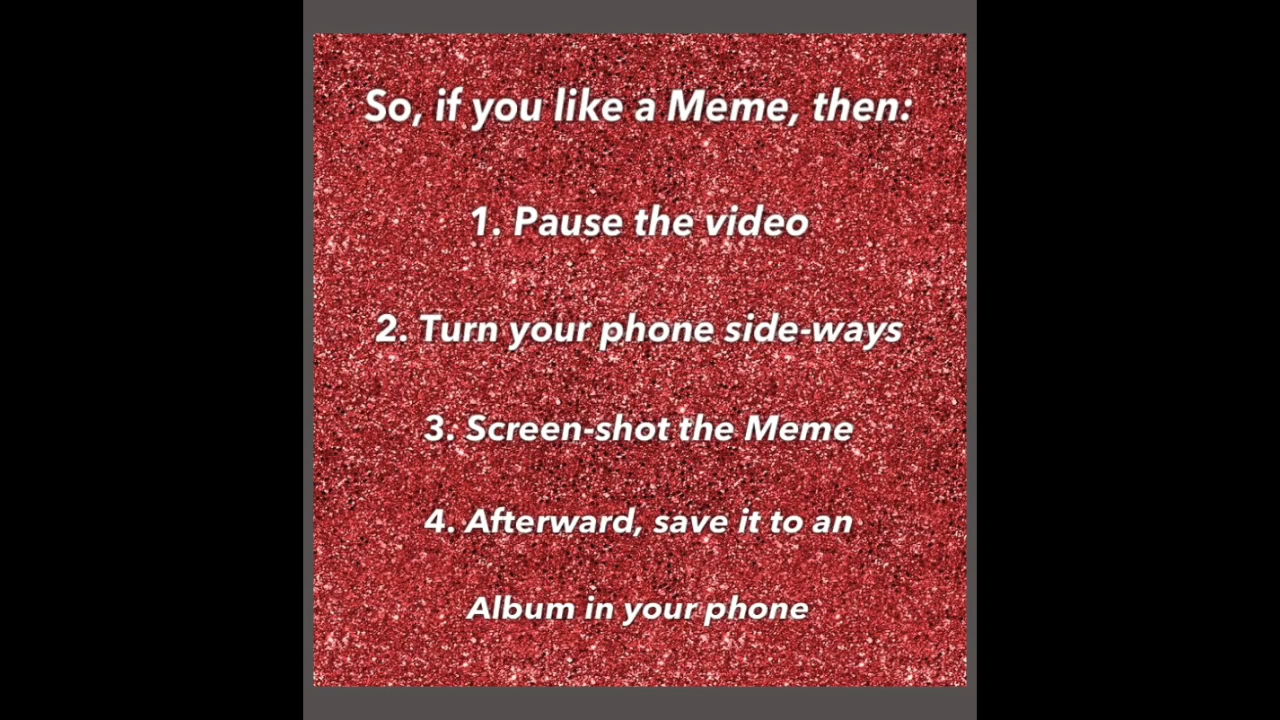 So, if you like a Meme, then:
1. Pause the video
2. Turn your phone side-ways
3. Screen-shot the Meme
4. Afterward, save it to an
Album in your phone